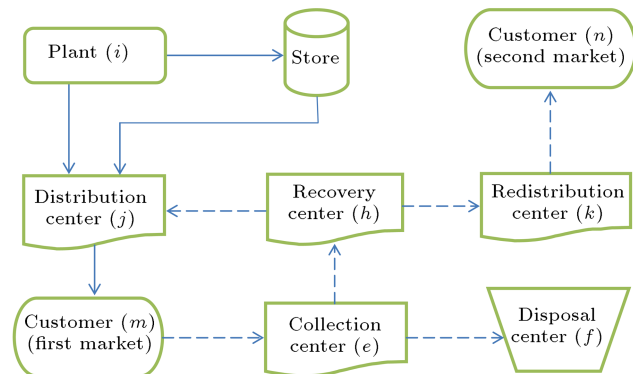 Plant (i)
Store
Customer (n)
(second market)
Distribution
center (j)
Recovery
center (h)
Redistribution
center (k)
Customer (m)
(first market)
Collection
center (e)
Disposal
center (f)